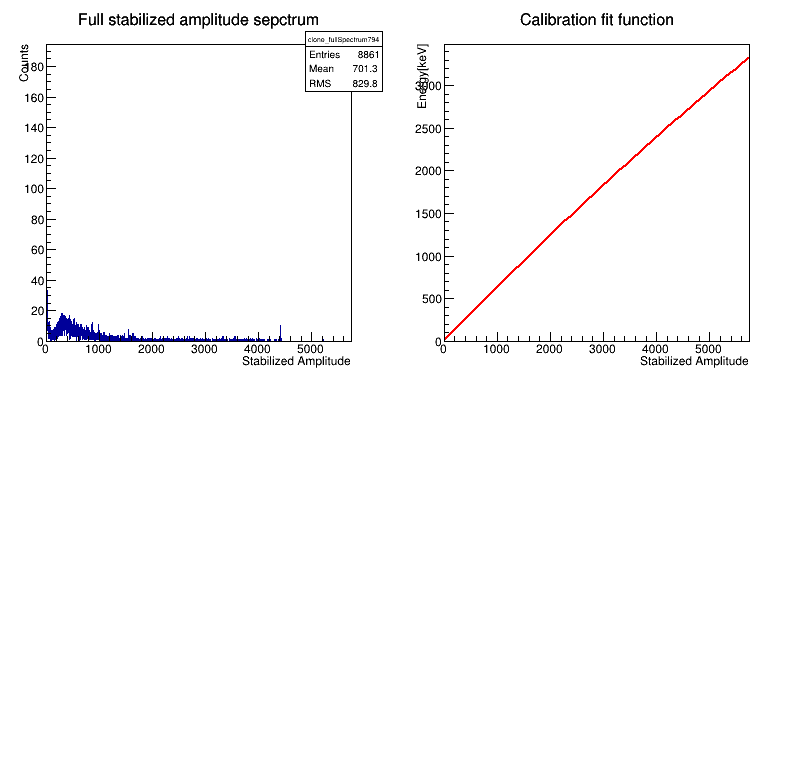 Full stabilized amplitude sepctrum
Counts
clone_fullSpectrum794
Entries 8861
Mean 701.3
RMS 829.8
180
160
140
120
100
80
60
40
20
0
0 1000 2000 3000 4000 5000
Stabilized Amplitude
Calibration fit function
Energy[keV]
3000
2500
2000
1500
1000
500
0
0 1000 2000 3000 4000 5000
Stabilized Amplitude